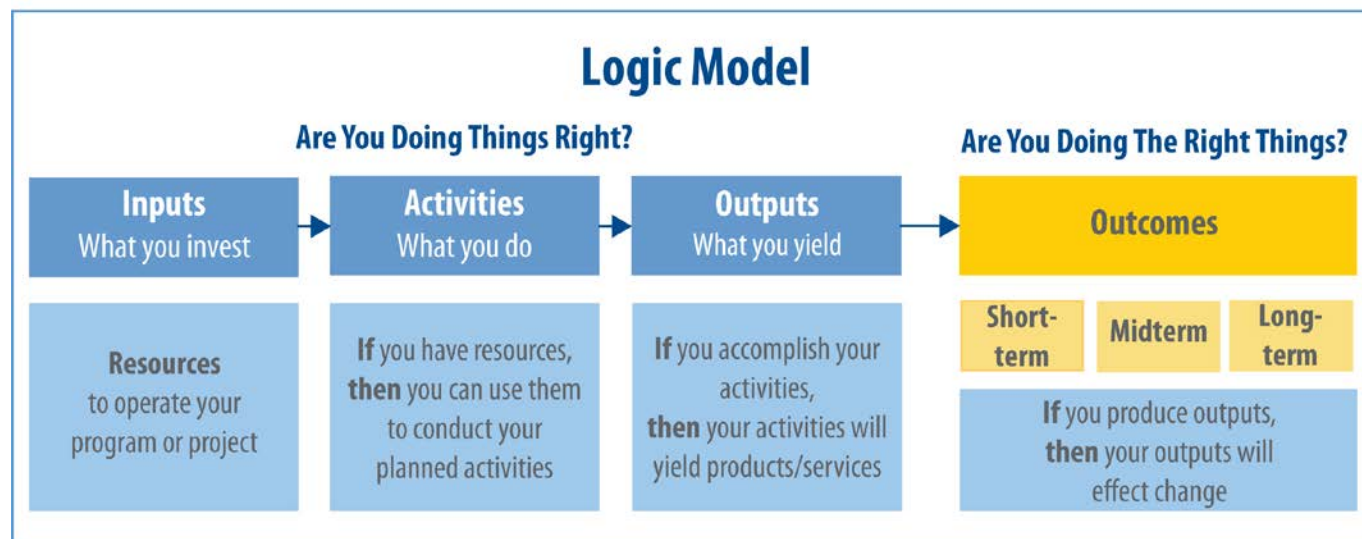 Logic Model
Are You Doing Things Right?
Are You Doing The Right Things?
Inputs
What you invest
Activities
What you do
Outputs
What you yield
Outcomes
Resources
to operate your
program or project
If you have resources,
then you can use them
to conduct your
planned activities
If you accomplish your
activities,
then your activities will
yield products/services
Short-
term
Midterm
Long-
term
If you produce outputs,
then your outputs will
effect change